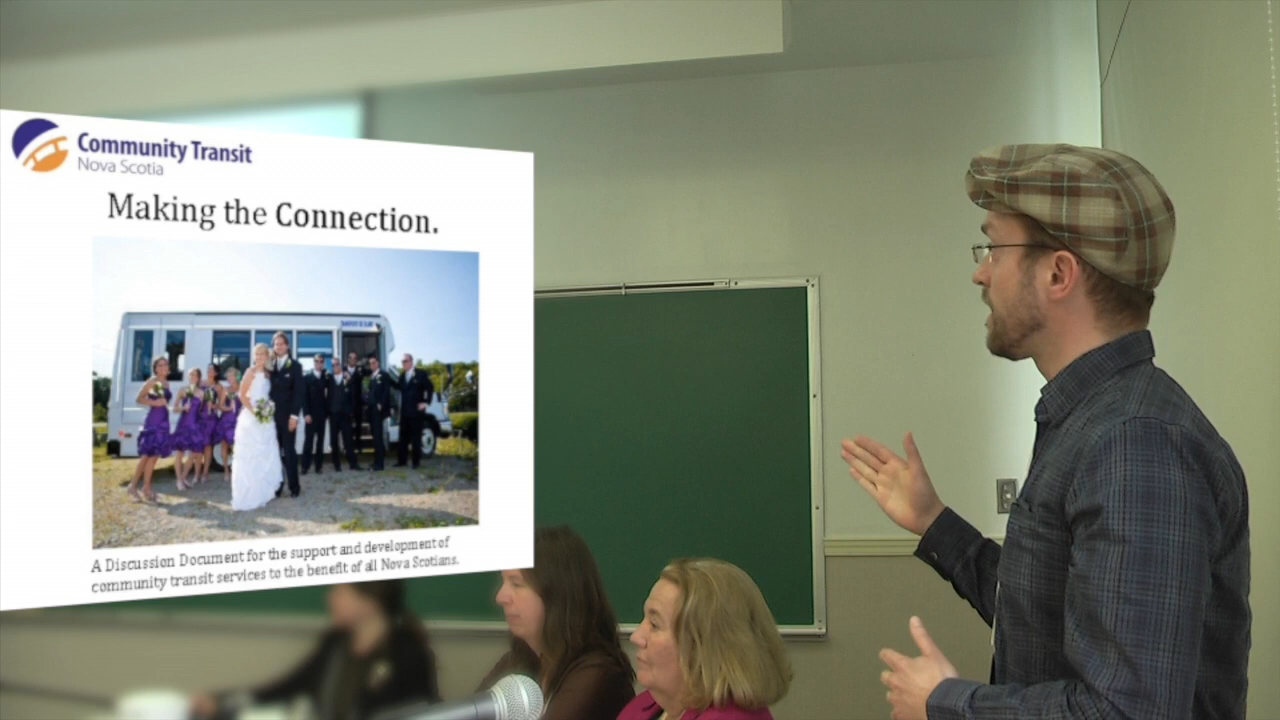 Community Transit
Nova Scotia
Making the Connection.
A Discussion Document for the support and development of
community transit services to the benefit of all Nova Scotians.